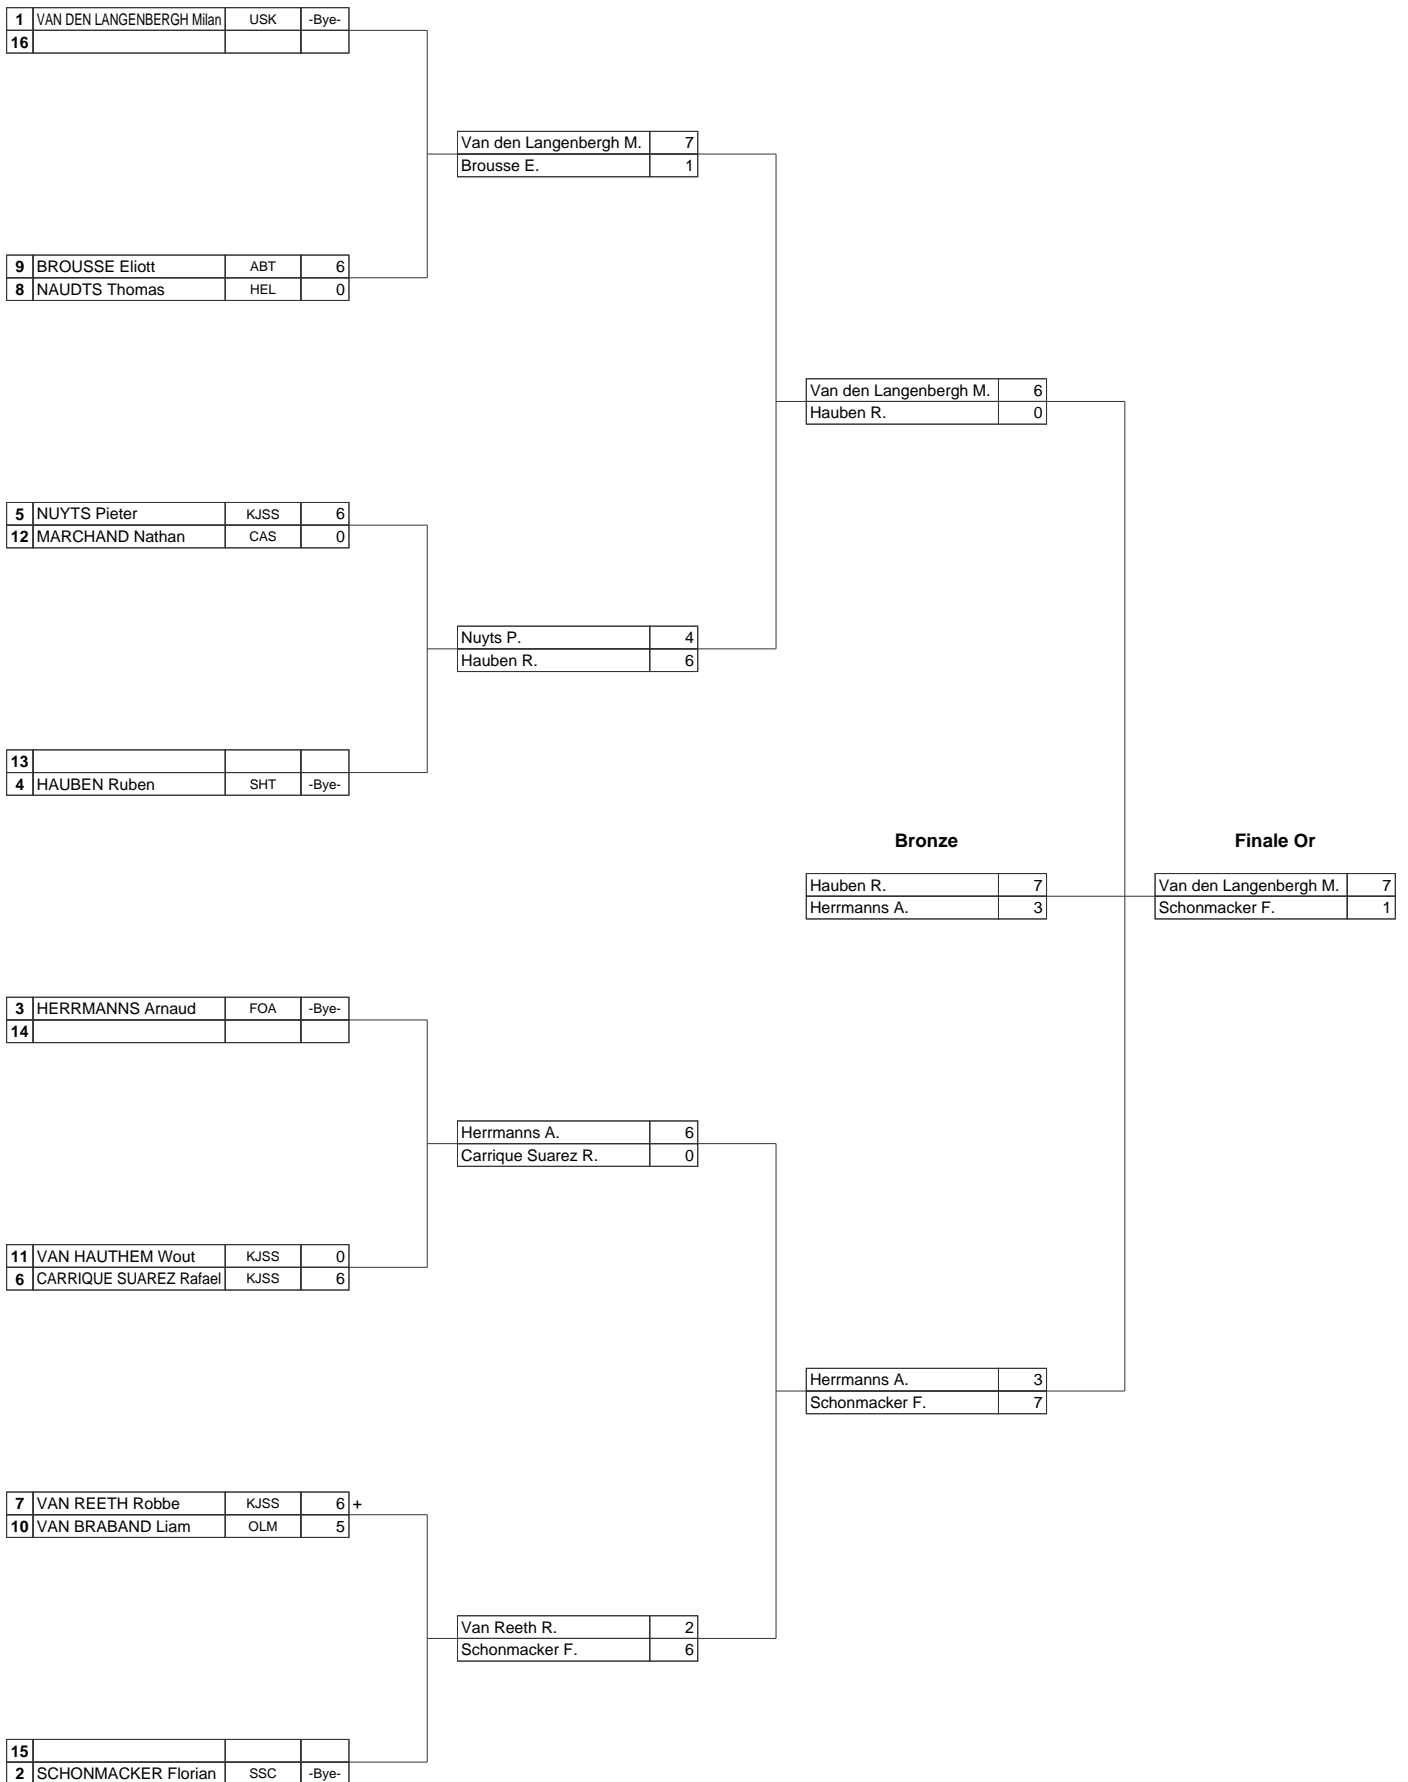 1 VAN DEN LANGENBERGH Milan USK -Bye-
16
Van den Langenbergh M. 7
Brousse E. 1
9 BROUSSE Eliott ABT 6
8 NAUDTS Thomas HEL 0
Van den Langenbergh M. 6
Hauben R. 0
5 NUYTS Pieter KJSS 6
12 MARCHAND Nathan CAS 0
Nuyts P. 4
Hauben R. 6
13
4 HAUBEN Ruben SHT -Bye-
Bronze Finale Or
Hauben R. 7 Van den Langenbergh M. 7
Herrmanns A. 3 Schonmacker F. 1
3 HERRMANNS Arnaud FOA -Bye-
14
Herrmanns A. 6
Carrique Suarez R. 0
11 VAN HAUTHEM Wout KJSS 0
6 CARRIQUE SUAREZ Rafael KJSS 6
Herrmanns A. 3
Schonmacker F. 7
7 VAN REETH Robbe KJSS 6 +
10 VAN BRABAND Liam OLM 5
Van Reeth R. 2
Schonmacker F. 6
15
2 SCHONMACKER Florian SSC -Bye-